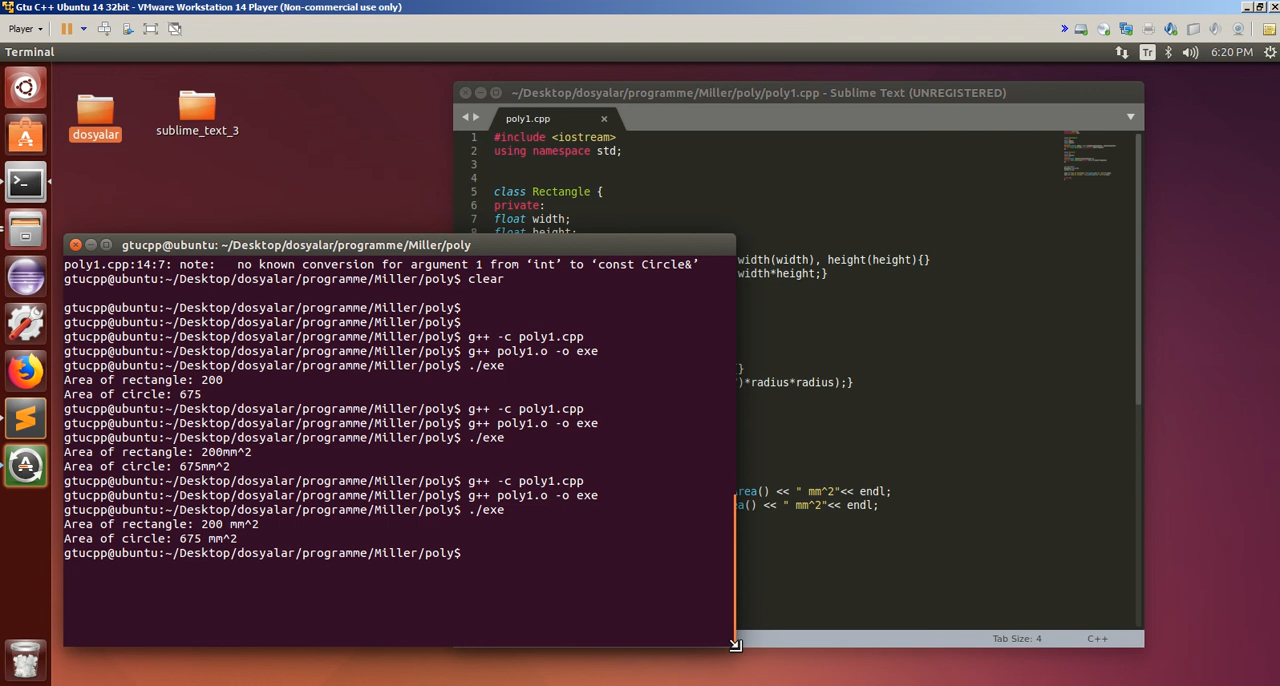 Gtu C++ Ubuntu 14 32bit - VMware Workstation 14 Player (Non-commercial use only)
Player
Terminal
Tr
6:20 PM
dosyalar
sublime_text_3
~/Desktop/dosyalar/programme/Miller/poly/poly1.cpp - Sublime Text (UNREGISTERED)
poly1.cpp
1 #include <iostream>
2 using namespace std;
3
4
5 class Rectangle {
6 private:
7 float width;
8 float height;
width(width), height(height){}
width*height;}
{}
)*radius*radius);}
rea() << " mm^2"<< endl;
a() << " mm^2"<< endl;
Tab Size: 4
C++
gtucpp@ubuntu: ~/Desktop/dosyalar/programme/Miller/poly
poly1.cpp:14:7: note:   no known conversion for argument 1 from ‘int’ to ‘const Circle&’
gtucpp@ubuntu:~/Desktop/dosyalar/programme/Miller/poly$ clear
gtucpp@ubuntu:~/Desktop/dosyalar/programme/Miller/poly$
gtucpp@ubuntu:~/Desktop/dosyalar/programme/Miller/poly$
gtucpp@ubuntu:~/Desktop/dosyalar/programme/Miller/poly$ g++ -c poly1.cpp
gtucpp@ubuntu:~/Desktop/dosyalar/programme/Miller/poly$ g++ poly1.o -o exe
gtucpp@ubuntu:~/Desktop/dosyalar/programme/Miller/poly$ ./exe
Area of rectangle: 200
Area of circle: 675
gtucpp@ubuntu:~/Desktop/dosyalar/programme/Miller/poly$ g++ -c poly1.cpp
gtucpp@ubuntu:~/Desktop/dosyalar/programme/Miller/poly$ g++ poly1.o -o exe
gtucpp@ubuntu:~/Desktop/dosyalar/programme/Miller/poly$ ./exe
Area of rectangle: 200mm^2
Area of circle: 675mm^2
gtucpp@ubuntu:~/Desktop/dosyalar/programme/Miller/poly$ g++ -c poly1.cpp
gtucpp@ubuntu:~/Desktop/dosyalar/programme/Miller/poly$ g++ poly1.o -o exe
gtucpp@ubuntu:~/Desktop/dosyalar/programme/Miller/poly$ ./exe
Area of rectangle: 200 mm^2
Area of circle: 675 mm^2
gtucpp@ubuntu:~/Desktop/dosyalar/programme/Miller/poly$